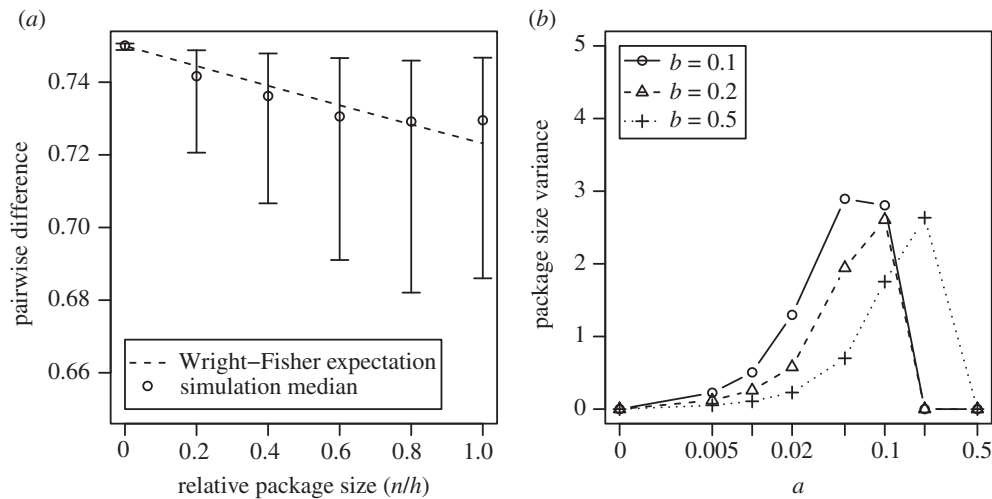 (a)
pairwise difference
0.74
0.72
0.70
0.68
0.66
Wright–Fisher expectation
simulation median
0 0.2 0.4 0.6 0.8 1.0
relative package size (n/h)
(b)
package size variance
5
4
3
2
1
0
b = 0.1
b = 0.2
b = 0.5
0 0.005 0.02 0.1 0.5
a